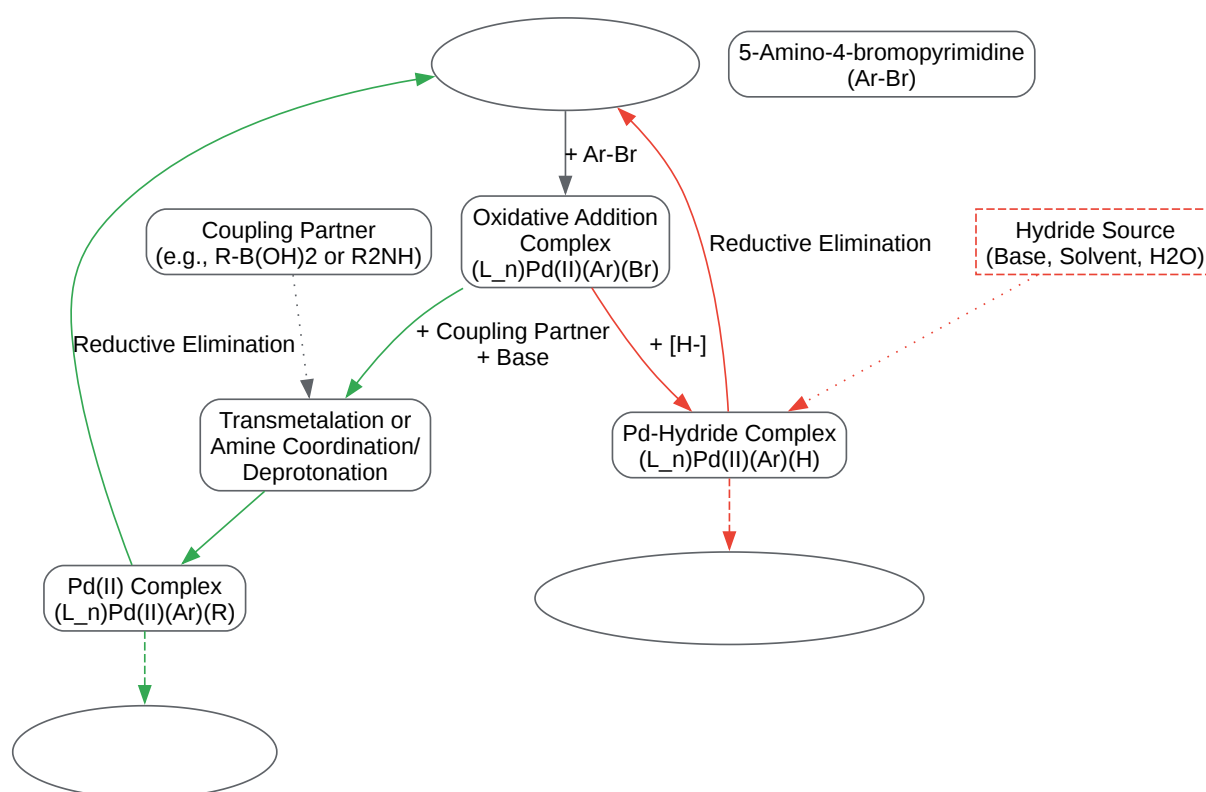 5-Amino-4-bromopyrimidine
(Ar-Br)
+ Ar-Br
Coupling Partner
(e.g., R-B(OH)2 or R2NH)
Oxidative Addition
Complex
(L_n)Pd(II)(Ar)(Br)
Reductive Elimination
Hydride Source
(Base, Solvent, H2O)
Reductive Elimination
+ Coupling Partner
+ Base
+ [H-]
Transmetalation or
Amine Coordination/
Deprotonation
Pd-Hydride Complex
(L_n)Pd(II)(Ar)(H)
Pd(II) Complex
(L_n)Pd(II)(Ar)(R)